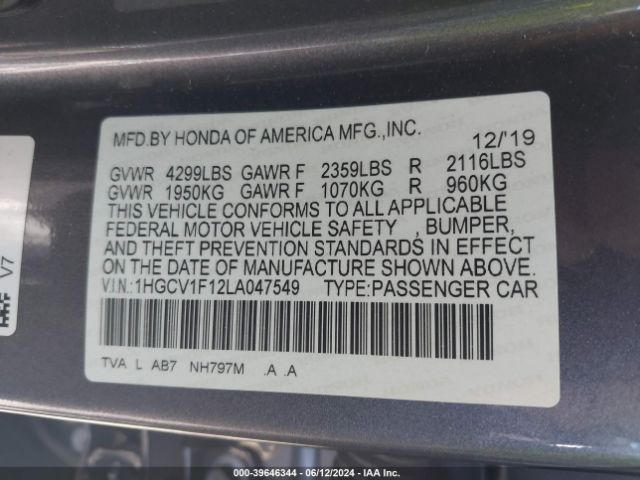 MFD.BY HONDA OF AMERICA MFG.,INC. 12/'19
GVWR 4299LBS GAWR F 2359LBS R 2116LBS
GVWR 1950KG GAWR F 1070KG R 960KG
THIS VEHICLE CONFORMS TO ALL APPLICABLE
FEDERAL MOTOR VEHICLE SAFETY , BUMPER,
AND THEFT PREVENTION STANDARDS IN EFFECT
ON THE DATE OF MANUFACTURE SHOWN ABOVE.
V.I.N.:1HGCV1F12LA047549 TYPE:PASSENGER CAR
TVA L AB7 NH797M .A .A
V7
000-39646344 | 06/12/2024 | IAA Inc.